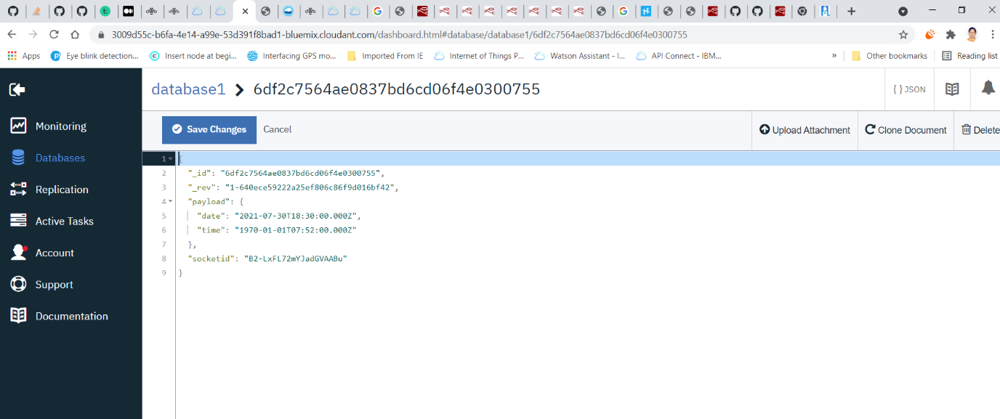 3009d55c-b6fa-4e14-a99e-53d391f8bad1-bluemix.cloudant.com/dashboard.html#database/database1/6df2c7564ae0837bd6cd06f4e0300755
Apps Eye blink detection... Insert node at begi... Interfacing GPS mo... Imported From IE Internet of Things P... Watson Assistant - I... API Connect - IBM... » Other bookmarks Reading list
database1 > 6df2c7564ae0837bd6cd06f4e0300755 { } JSON
Save Changes Cancel Upload Attachment Clone Document Delete
Monitoring
Databases
Replication
Active Tasks
Account
Support
Documentation
1 {
2 "_id": "6df2c7564ae0837bd6cd06f4e0300755",
3 "_rev": "1-640ece59222a25ef806c86f9d016bf42",
4 "payload": {
5 "date": "2021-07-30T18:30:00.000Z",
6 "time": "1970-01-01T07:52:00.000Z"
7 },
8 "socketid": "B2-LxFL72mYJadGVAABu"
9 }